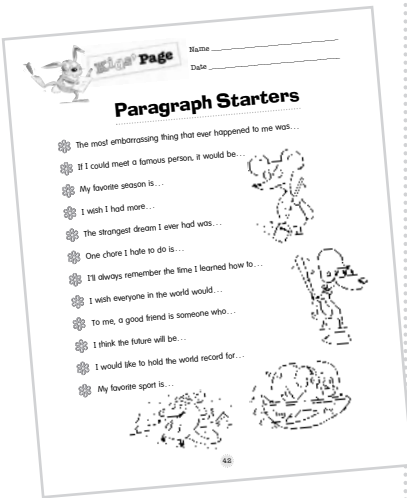 Kids' Page
Name
Date
Paragraph Starters
The most embarrassing thing that ever happened to me was...
If I could meet a famous person, it would be...
My favorite season is...
I wish I had more...
The strangest dream I ever had was...
One chore I hate to do is...
I'll always remember the time I learned how to...
I wish everyone in the world would...
To me, a good friend is someone who...
I think the future will be...
I would like to hold the world record for...
My favorite sport is...
42